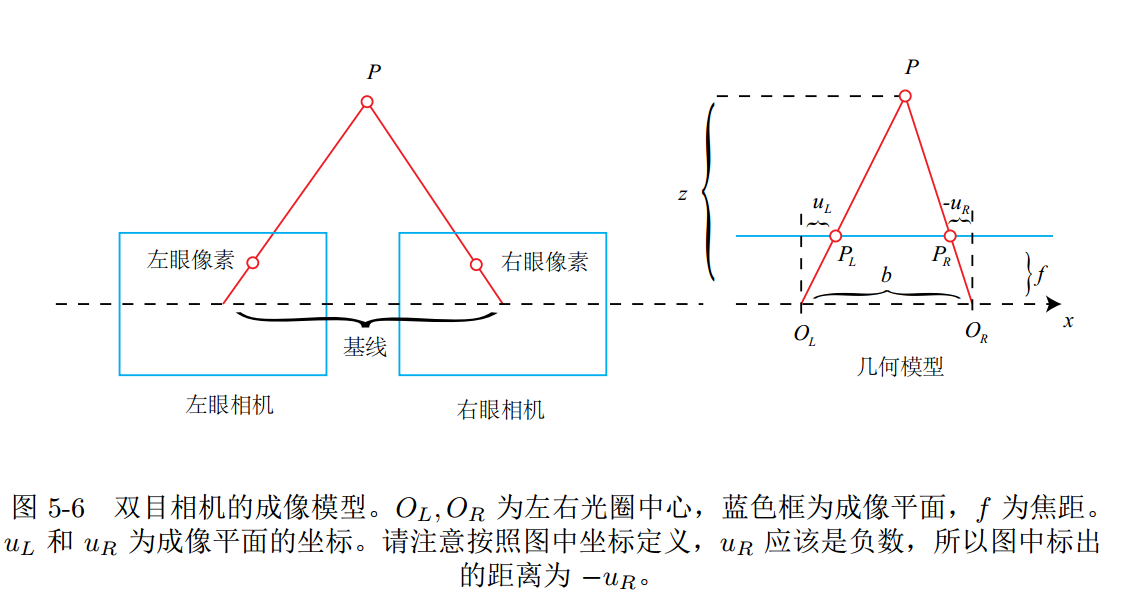 P
左眼像素
右眼像素
基线
左眼相机
右眼相机
P
z
u_L
-u_R
P_L
P_R
b
f
x
O_L
O_R
几何模型
图 5-6 双目相机的成像模型。O_L, O_R 为左右光圈中心，蓝色框为成像平面，f 为焦距。
u_L 和 u_R 为成像平面的坐标。请注意按照图中坐标定义，u_R 应该是负数，所以图中标出
的距离为 −u_R。